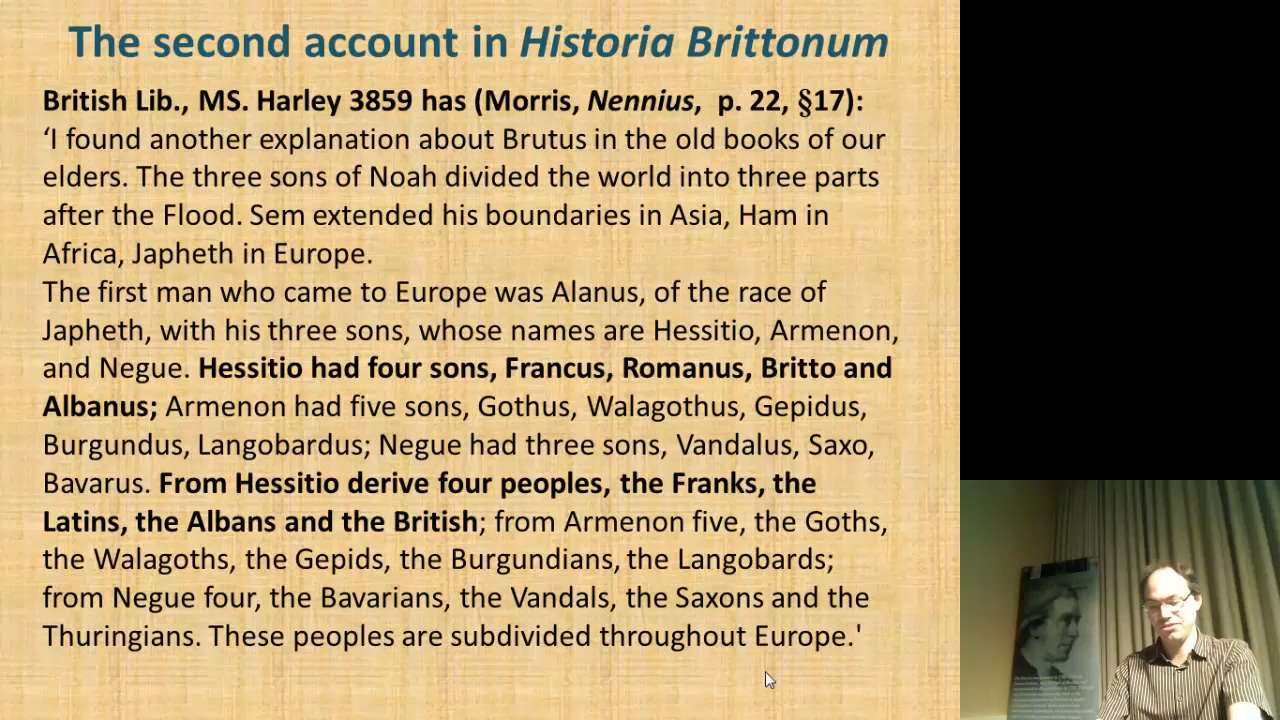 The second account in Historia Brittonum
British Lib., MS. Harley 3859 has (Morris, Nennius, p. 22, §17):
‘I found another explanation about Brutus in the old books of our
elders. The three sons of Noah divided the world into three parts
after the Flood. Sem extended his boundaries in Asia, Ham in
Africa, Japheth in Europe.
The first man who came to Europe was Alanus, of the race of
Japheth, with his three sons, whose names are Hessitio, Armenon,
and Negue. Hessitio had four sons, Francus, Romanus, Britto and
Albanus; Armenon had five sons, Gothus, Walagothus, Gepidus,
Burgundus, Langobardus; Negue had three sons, Vandalus, Saxo,
Bavarus. From Hessitio derive four peoples, the Franks, the
Latins, the Albans and the British; from Armenon five, the Goths,
the Walagoths, the Gepids, the Burgundians, the Langobards;
from Negue four, the Bavarians, the Vandals, the Saxons and the
Thuringians. These peoples are subdivided throughout Europe.'